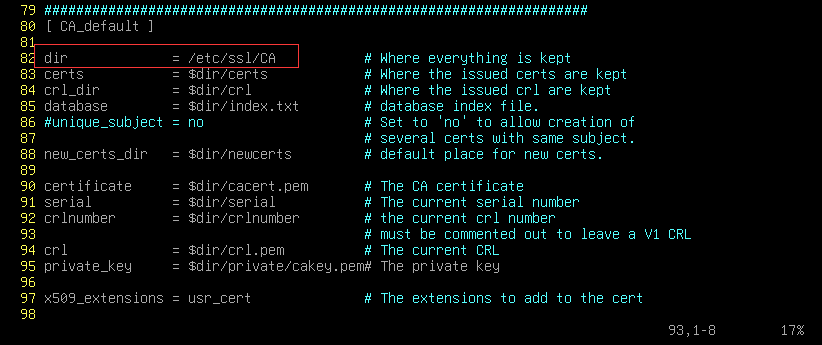 79 #################################################################
80 [ CA_default ]
81
82 dir             = /etc/ssl/CA           # Where everything is kept
83 certs           = $dir/certs            # Where the issued certs are kept
84 crl_dir         = $dir/crl              # Where the issued crl are kept
85 database        = $dir/index.txt        # database index file.
86 #unique_subject = no                    # Set to 'no' to allow creation of
87                                         # several certs with same subject.
88 new_certs_dir   = $dir/newcerts         # default place for new certs.
89
90 certificate     = $dir/cacert.pem       # The CA certificate
91 serial          = $dir/serial           # The current serial number
92 crlnumber       = $dir/crlnumber        # the current crl number
93                                         # must be commented out to leave a V1 CRL
94 crl             = $dir/crl.pem          # The current CRL
95 private_key     = $dir/private/cakey.pem# The private key
96
97 x509_extensions = usr_cert              # The extensions to add to the cert
98
93,1-8        17%